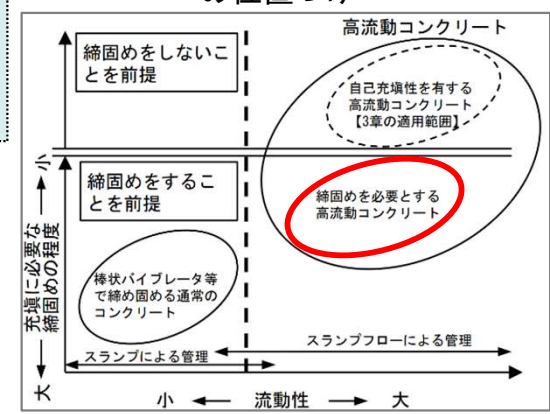 高流動コンクリート
締固めをしないこ
とを前提
自己充塡性を有する
高流動コンクリート
【3章の適用範囲】
締固めをするこ
とを前提
締固めを必要とする
高流動コンクリート
棒状バイブレータ等
で締め固める通常の
コンクリート
スランプフローによる管理
スランプによる管理
小
充塡に必要な
締固めの程度
大
小
流動性
大